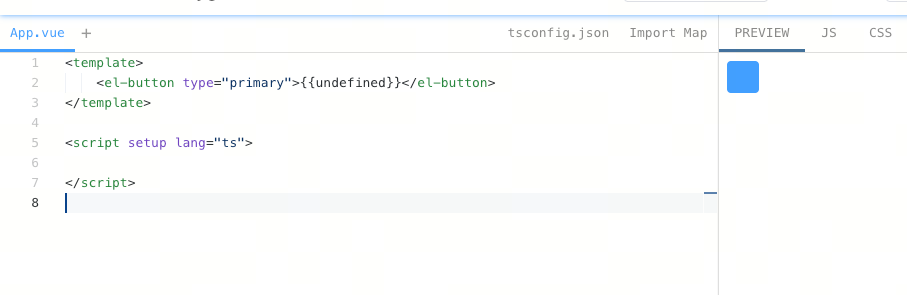 App.vue + tsconfig.json Import Map PREVIEW JS CSS
1 <template>
2 <el-button type="primary">{{undefined}}</el-button>
3 </template>
4
5 <script setup lang="ts">
6
7 </script>
8